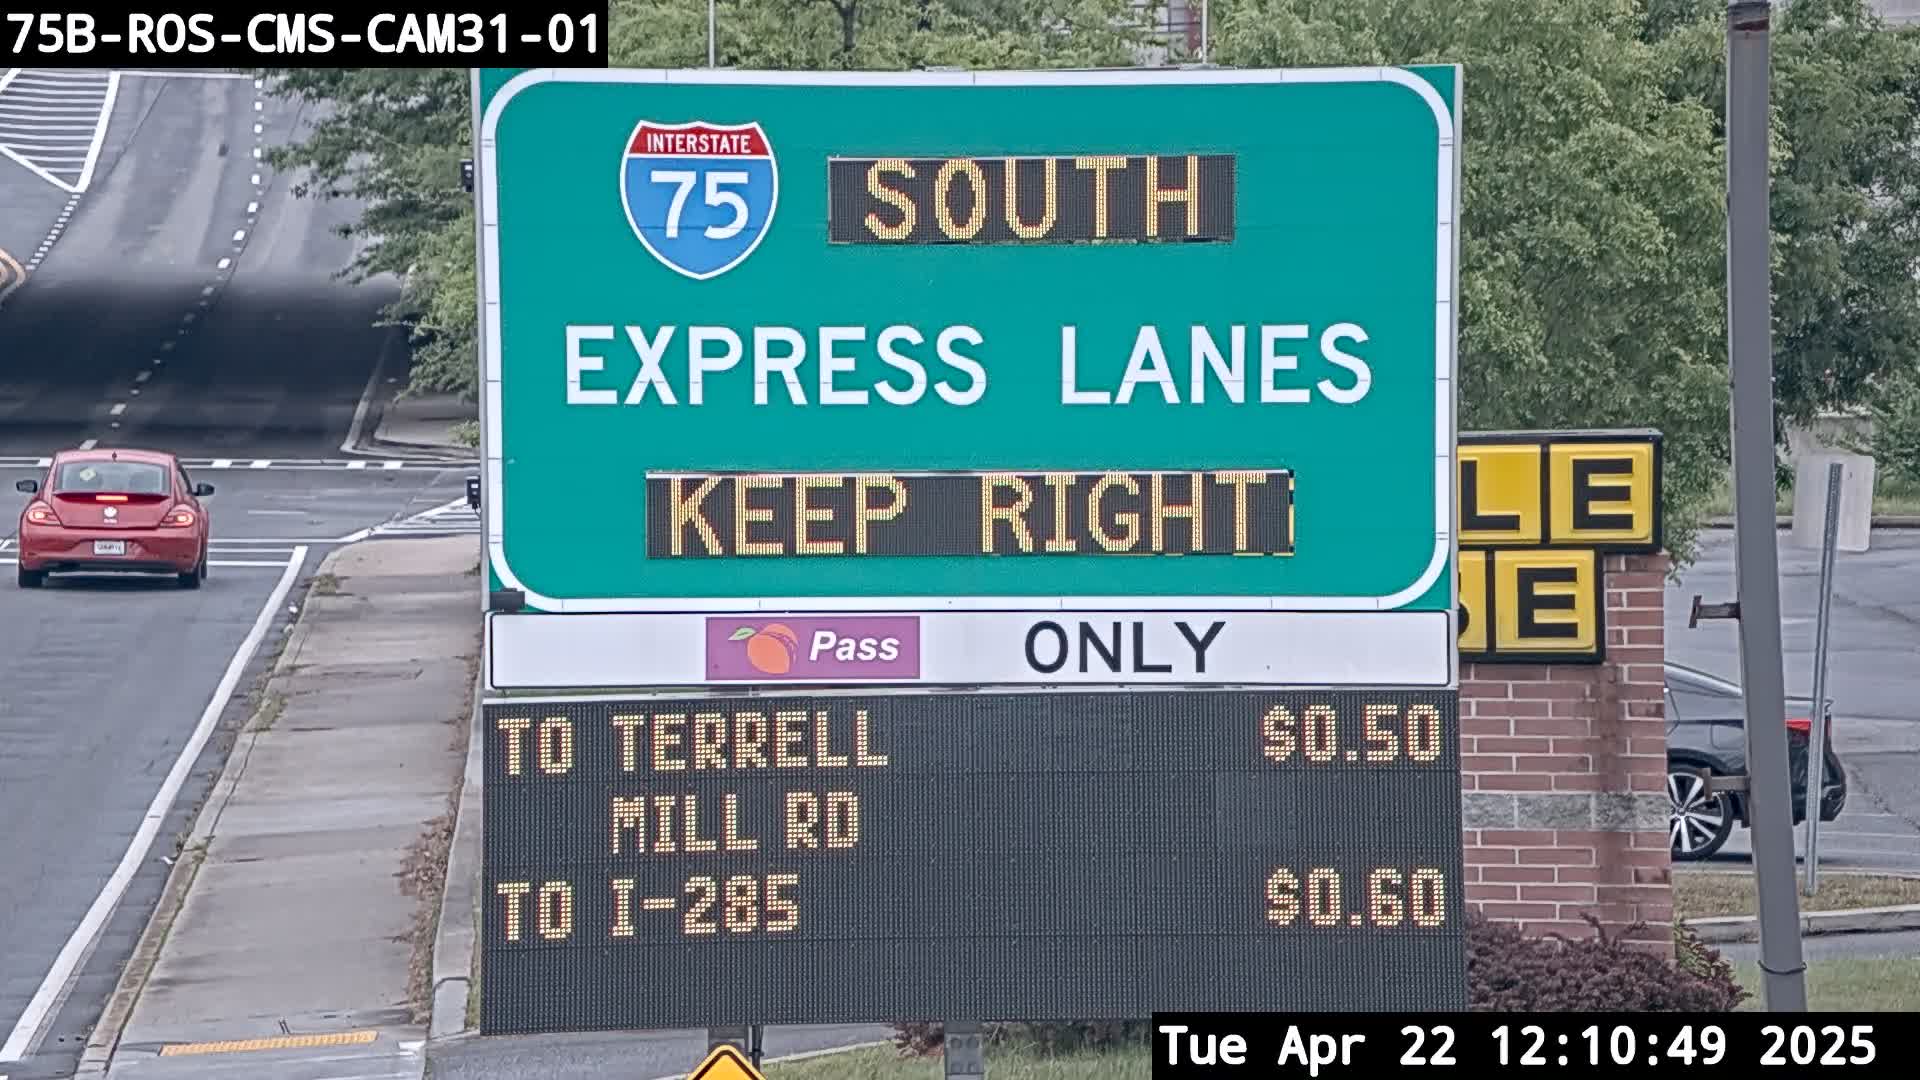 75B-ROS-CMS-CAM31-01
INTERSTATE
75
SOUTH
EXPRESS LANES
KEEP RIGHT
Pass ONLY
TO TERRELL $0.50
MILL RD
TO I-285 $0.60
LE
E
Tue Apr 22 12:10:49 2025